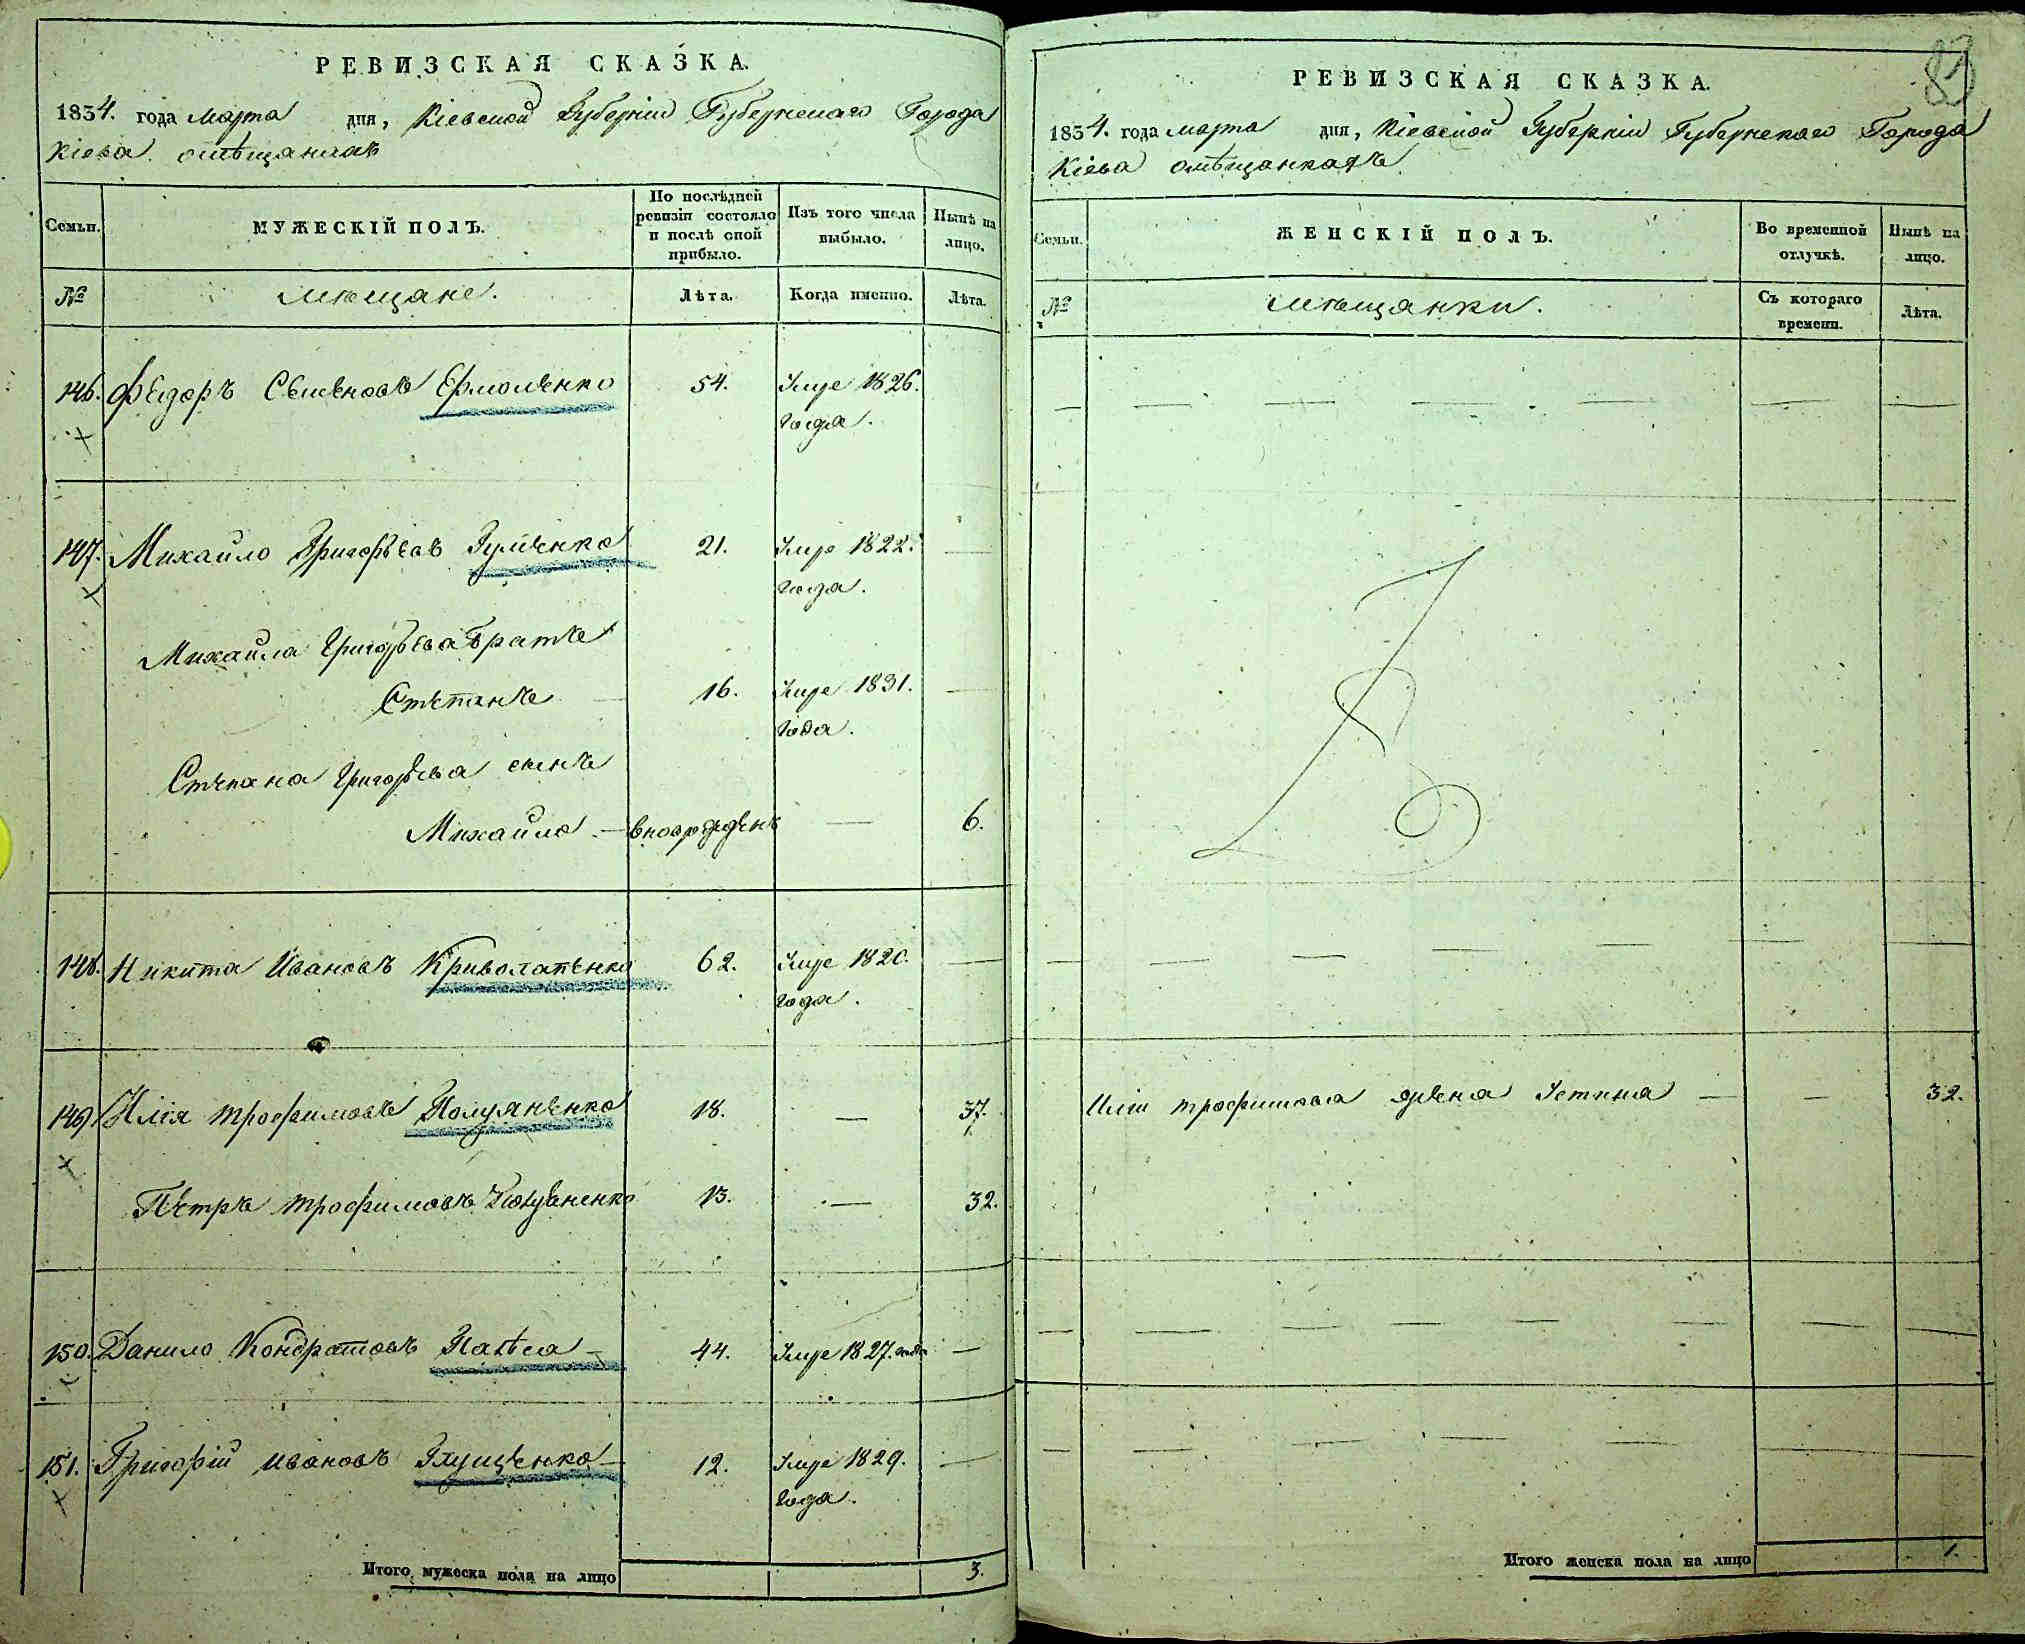 РЕВИЗСКАЯ СКАЗКА.
1834. года Марта дня, Кіевской Губерніи Губернскаго Города
Кіева омѣщанахъ
Семьи.
МУЖЕСКІЙ ПОЛЪ.
По послѣдней
ревизіи состояло
и послѣ оной
прибыло.
Изъ того числа
выбыло.
Нынѣ на
лицо.
№
Мѣщане.
Лѣта.
Когда именно.
Лѣта.
146. Федоръ Семеновъ Ермоленко 54. Умре 1826.
года.
147. Михайло Григорьевъ Гуменко 21. Умре 1822.
года.
Михайла Григорьева братъ
Степанъ 16. Умре 1831.
года.
Степана Григорьева сынъ
Михайло — вноврожденъ — 6.
148. Никита Ивановъ Криволапенко 62. Умре 1820.
года.
149. Илія Трофимовъ Полуяненко 18. — 37.
Петръ Трофимовъ Полуяненко 13. — 32.
150. Данило Кондратовъ 44. Умре 1827. года —
151. Григорій Ивановъ Глущенко — 12. Умре 1829. —
года.
Итого мужеска пола на лицо 3.
83
РЕВИЗСКАЯ СКАЗКА.
1834. года Марта дня, Кіевской Губерніи Губернскаго Города
Кіева омѣщанкахъ
Семьи.
ЖЕНСКІЙ ПОЛЪ.
Во временной
отлучкѣ.
Нынѣ на
лицо.
№
Мѣщанки.
Съ котораго
времени.
Лѣта.
Иліи Трофимова жена Устина — — 32.
Итого женска пола на лицо 1.